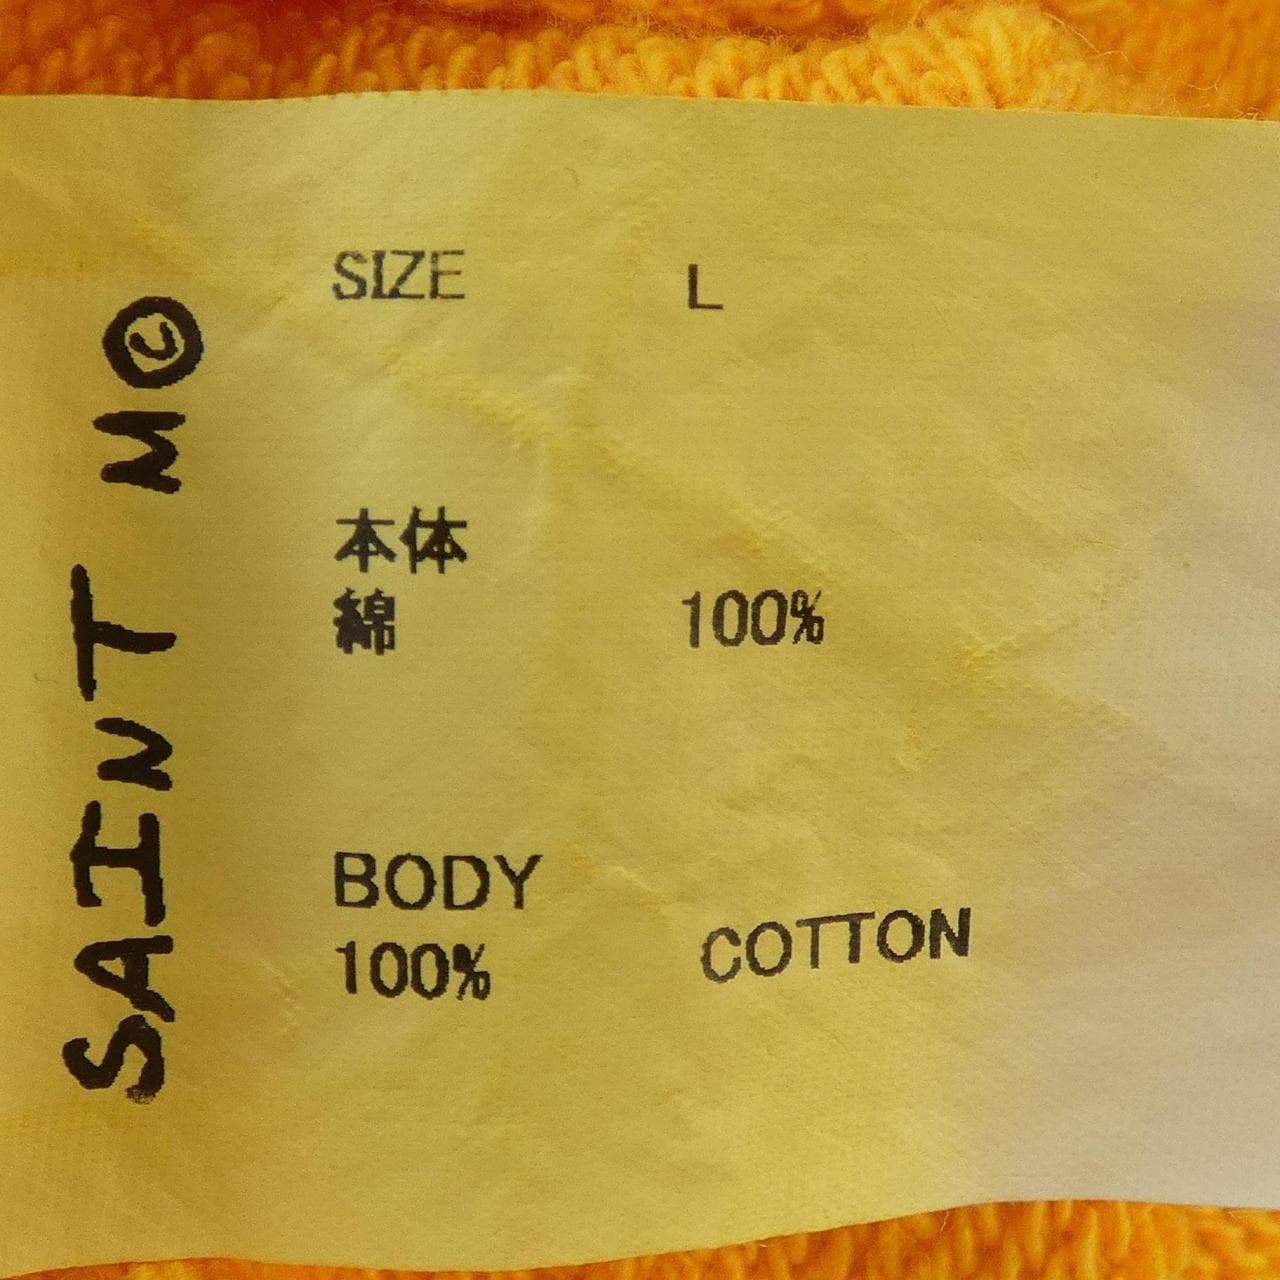 SAINT M©
SIZE L
本体
綿 100%
BODY
100% COTTON